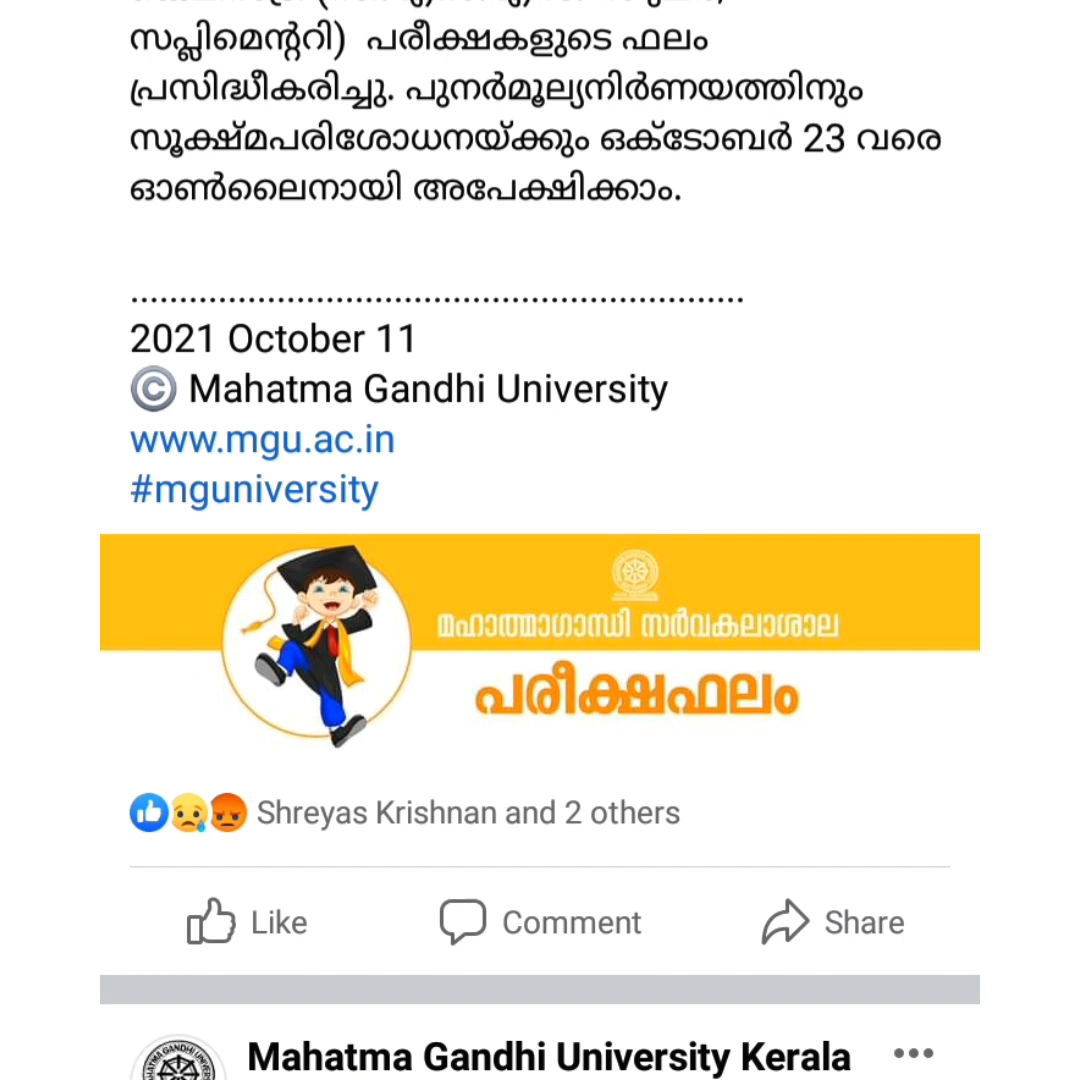 സപ്ലിമെന്ററി) പരീക്ഷകളുടെ ഫലം
പ്രസിദ്ധീകരിച്ചു. പുനർമൂല്യനിർണയത്തിനും
സൂക്ഷ്മപരിശോധനയ്ക്കും ഒക്ടോബർ 23 വരെ
ഓൺലൈനായി അപേക്ഷിക്കാം.
...............................................................
2021 October 11
© Mahatma Gandhi University
www.mgu.ac.in
#mguniversity
മഹാത്മാഗാന്ധി സർവകലാശാല
പരീക്ഷഫലം
Shreyas Krishnan and 2 others
Like Comment Share
Mahatma Gandhi University Kerala